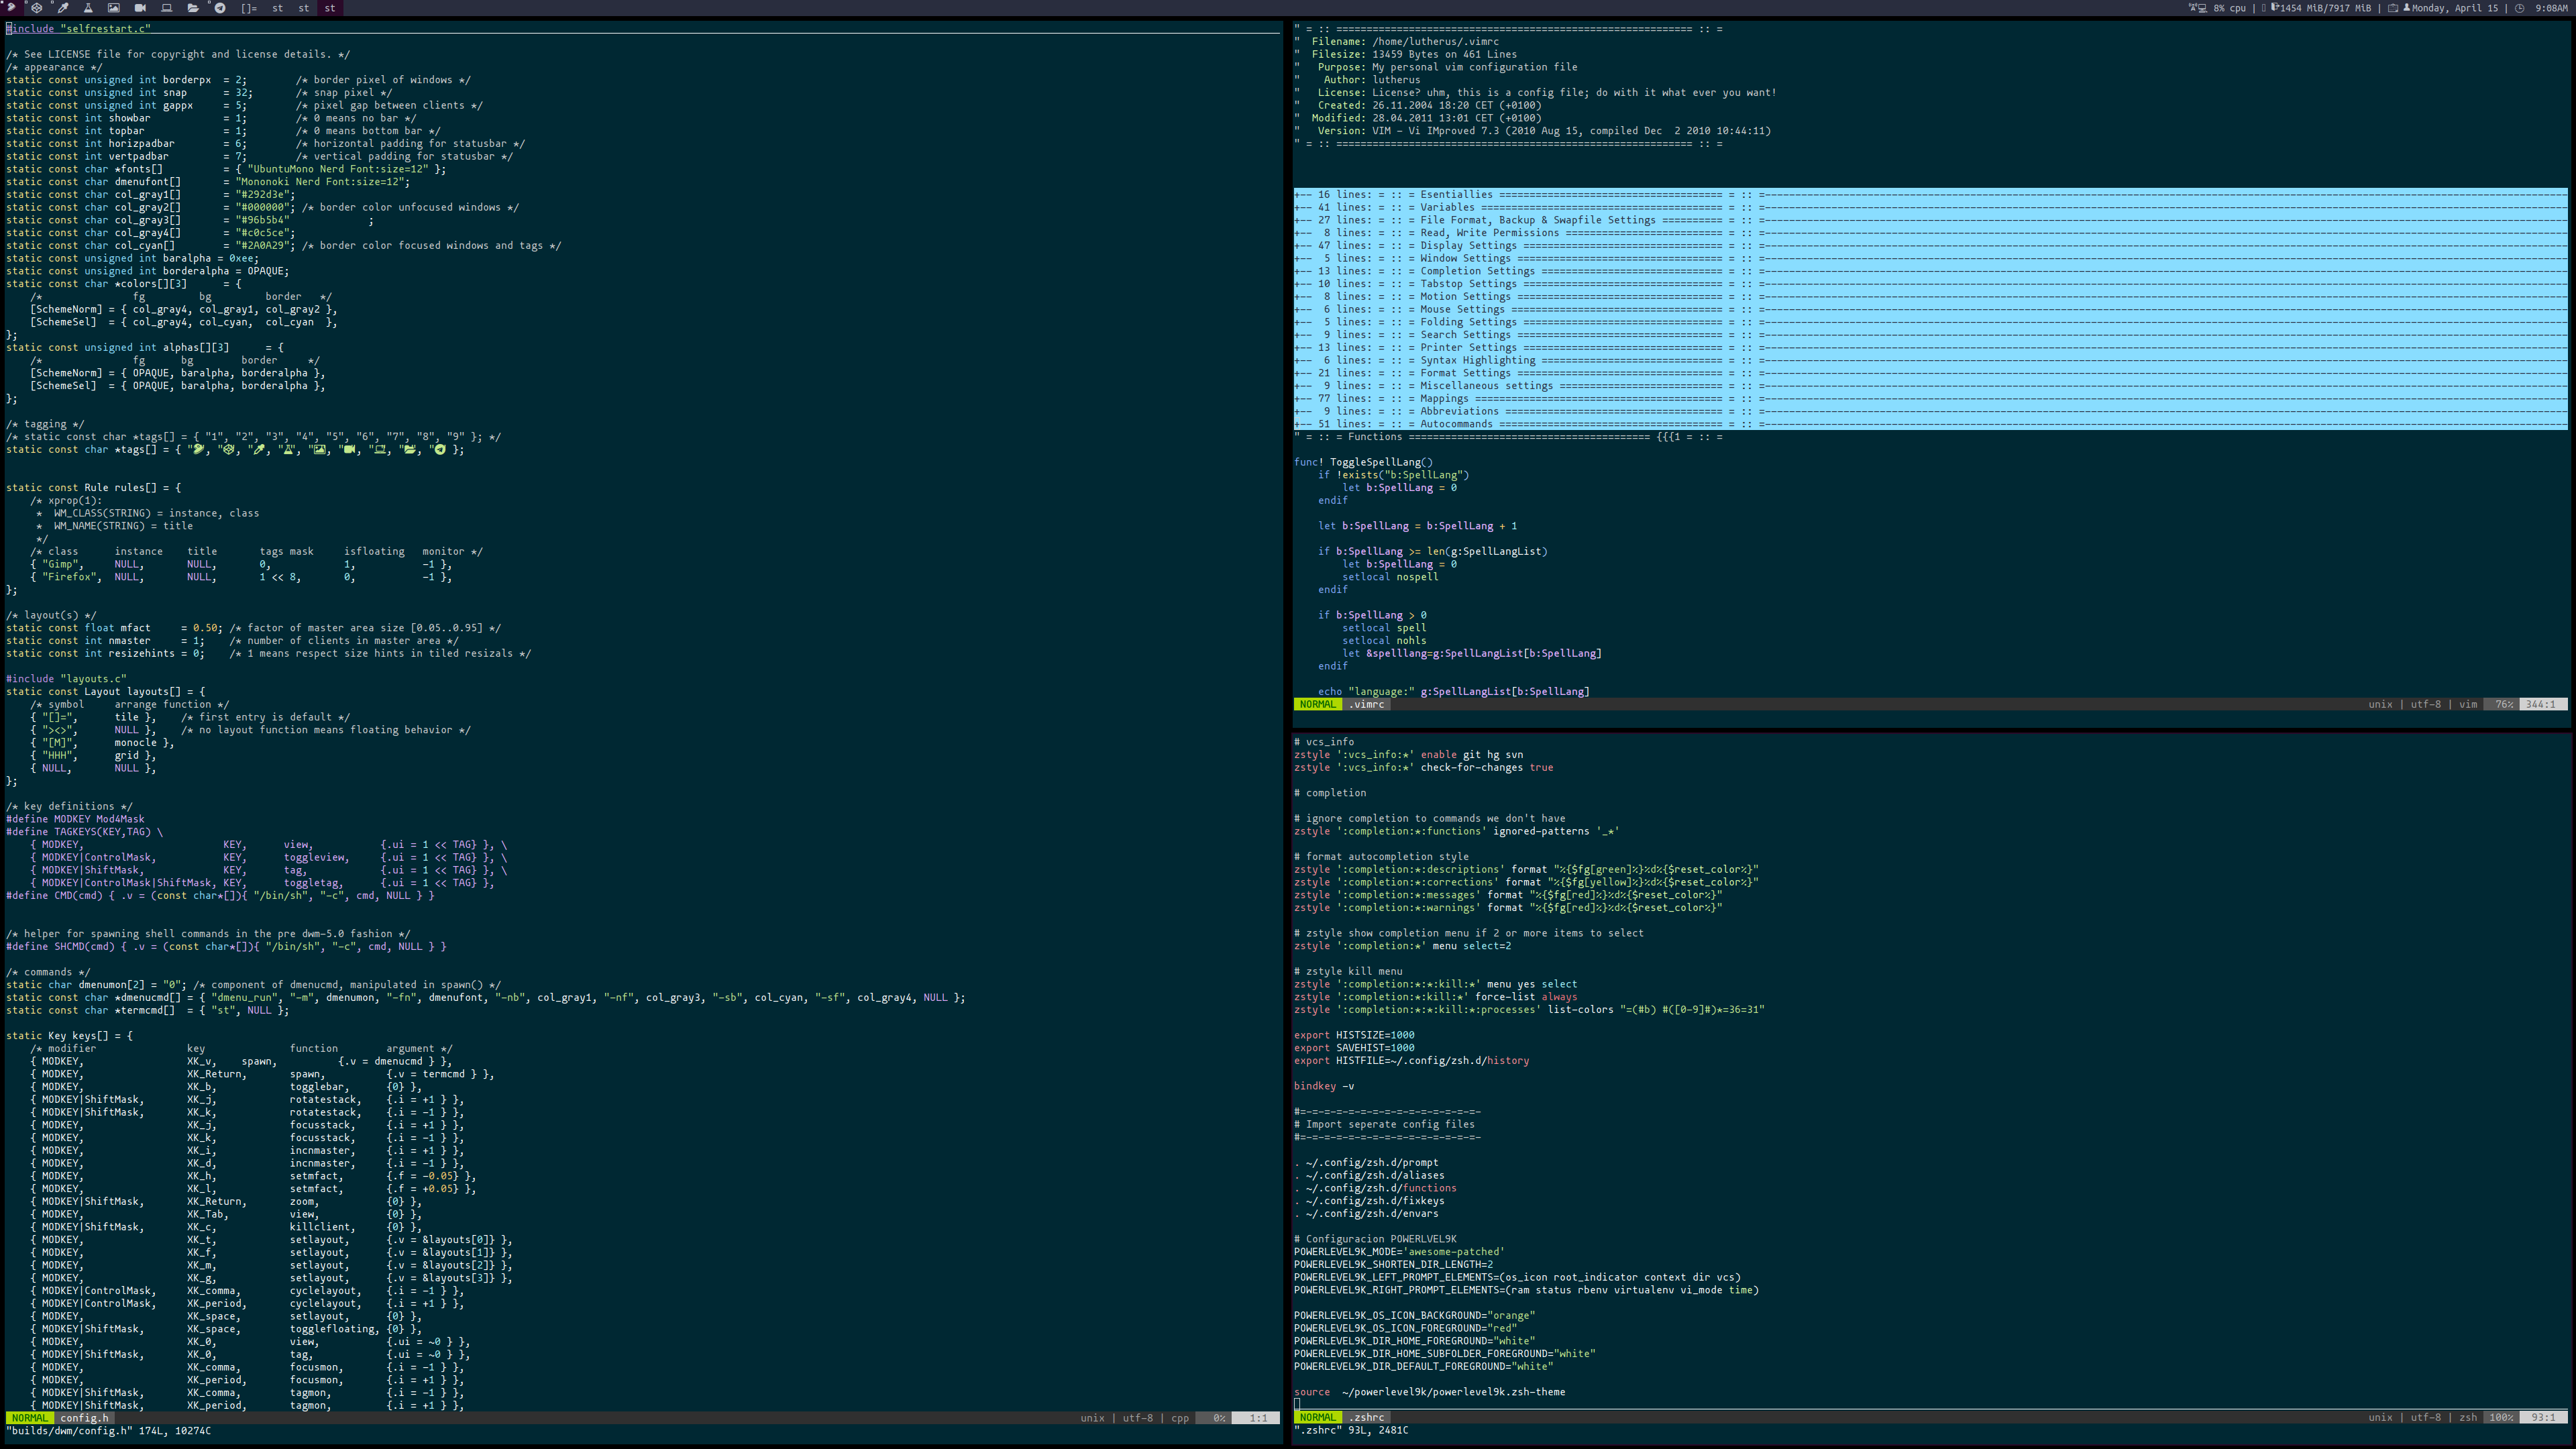 []=   st   st   st   8% cpu | 1454 MiB/7917 MiB | Monday, April 15 | 9:08AM
#include "selfrestart.c"
/* See LICENSE file for copyright and license details. */
/* appearance */
static const unsigned int borderpx  = 2;        /* border pixel of windows */
static const unsigned int snap      = 32;       /* snap pixel */
static const unsigned int gappx     = 5;        /* pixel gap between clients */
static const int showbar            = 1;        /* 0 means no bar */
static const int topbar             = 1;        /* 0 means bottom bar */
static const int horizpadbar        = 6;        /* horizontal padding for statusbar */
static const int vertpadbar         = 7;        /* vertical padding for statusbar */
static const char *fonts[]          = { "UbuntuMono Nerd Font:size=12" };
static const char dmenufont[]       = "Mononoki Nerd Font:size=12";
static const char col_gray1[]       = "#292d3e";
static const char col_gray2[]       = "#000000"; /* border color unfocused windows */
static const char col_gray3[]       = "#96b5b4"             ;
static const char col_gray4[]       = "#c0c5ce";
static const char col_cyan[]        = "#2A0A29"; /* border color focused windows and tags */
static const unsigned int baralpha = 0xee;
static const unsigned int borderalpha = OPAQUE;
static const char *colors[][3]      = {
    /*               fg         bg         border   */
    [SchemeNorm] = { col_gray4, col_gray1, col_gray2 },
    [SchemeSel]  = { col_gray4, col_cyan,  col_cyan  },
};
static const unsigned int alphas[][3]      = {
    /*               fg      bg        border     */
    [SchemeNorm] = { OPAQUE, baralpha, borderalpha },
    [SchemeSel]  = { OPAQUE, baralpha, borderalpha },
};
/* tagging */
/* static const char *tags[] = { "1", "2", "3", "4", "5", "6", "7", "8", "9" }; */
static const char *tags[] = { "", "", "", "", "", "", "", "", "" };
static const Rule rules[] = {
    /* xprop(1):
     *  WM_CLASS(STRING) = instance, class
     *  WM_NAME(STRING) = title
     */
    /* class      instance    title       tags mask     isfloating   monitor */
    { "Gimp",     NULL,       NULL,       0,            1,           -1 },
    { "Firefox",  NULL,       NULL,       1 << 8,       0,           -1 },
};
/* layout(s) */
static const float mfact     = 0.50; /* factor of master area size [0.05..0.95] */
static const int nmaster     = 1;    /* number of clients in master area */
static const int resizehints = 0;    /* 1 means respect size hints in tiled resizals */
#include "layouts.c"
static const Layout layouts[] = {
    /* symbol     arrange function */
    { "[]=",      tile },    /* first entry is default */
    { "><>",      NULL },    /* no layout function means floating behavior */
    { "[M]",      monocle },
    { "HHH",      grid },
    { NULL,       NULL },
};
/* key definitions */
#define MODKEY Mod4Mask
#define TAGKEYS(KEY,TAG) \
    { MODKEY,                       KEY,      view,           {.ui = 1 << TAG} }, \
    { MODKEY|ControlMask,           KEY,      toggleview,     {.ui = 1 << TAG} }, \
    { MODKEY|ShiftMask,             KEY,      tag,            {.ui = 1 << TAG} }, \
    { MODKEY|ControlMask|ShiftMask, KEY,      toggletag,      {.ui = 1 << TAG} },
#define CMD(cmd) { .v = (const char*[]){ "/bin/sh", "-c", cmd, NULL } }
/* helper for spawning shell commands in the pre dwm-5.0 fashion */
#define SHCMD(cmd) { .v = (const char*[]){ "/bin/sh", "-c", cmd, NULL } }
/* commands */
static char dmenumon[2] = "0"; /* component of dmenucmd, manipulated in spawn() */
static const char *dmenucmd[] = { "dmenu_run", "-m", dmenumon, "-fn", dmenufont, "-nb", col_gray1, "-nf", col_gray3, "-sb", col_cyan, "-sf", col_gray4, NULL };
static const char *termcmd[]  = { "st", NULL };
static Key keys[] = {
    /* modifier               key              function        argument */
    { MODKEY,                 XK_v,     spawn,          {.v = dmenucmd } },
    { MODKEY,                 XK_Return,       spawn,          {.v = termcmd } },
    { MODKEY,                 XK_b,            togglebar,      {0} },
    { MODKEY|ShiftMask,       XK_j,            rotatestack,    {.i = +1 } },
    { MODKEY|ShiftMask,       XK_k,            rotatestack,    {.i = -1 } },
    { MODKEY,                 XK_j,            focusstack,     {.i = +1 } },
    { MODKEY,                 XK_k,            focusstack,     {.i = -1 } },
    { MODKEY,                 XK_i,            incnmaster,     {.i = +1 } },
    { MODKEY,                 XK_d,            incnmaster,     {.i = -1 } },
    { MODKEY,                 XK_h,            setmfact,       {.f = -0.05} },
    { MODKEY,                 XK_l,            setmfact,       {.f = +0.05} },
    { MODKEY|ShiftMask,       XK_Return,       zoom,           {0} },
    { MODKEY,                 XK_Tab,          view,           {0} },
    { MODKEY|ShiftMask,       XK_c,            killclient,     {0} },
    { MODKEY,                 XK_t,            setlayout,      {.v = &layouts[0]} },
    { MODKEY,                 XK_f,            setlayout,      {.v = &layouts[1]} },
    { MODKEY,                 XK_m,            setlayout,      {.v = &layouts[2]} },
    { MODKEY,                 XK_g,            setlayout,      {.v = &layouts[3]} },
    { MODKEY|ControlMask,     XK_comma,        cyclelayout,    {.i = -1 } },
    { MODKEY|ControlMask,     XK_period,       cyclelayout,    {.i = +1 } },
    { MODKEY,                 XK_space,        setlayout,      {0} },
    { MODKEY|ShiftMask,       XK_space,        togglefloating, {0} },
    { MODKEY,                 XK_0,            view,           {.ui = ~0 } },
    { MODKEY|ShiftMask,       XK_0,            tag,            {.ui = ~0 } },
    { MODKEY,                 XK_comma,        focusmon,       {.i = -1 } },
    { MODKEY,                 XK_period,       focusmon,       {.i = +1 } },
    { MODKEY|ShiftMask,       XK_comma,        tagmon,         {.i = -1 } },
    { MODKEY|ShiftMask,       XK_period,       tagmon,         {.i = +1 } },
NORMAL  config.h   unix | utf-8 | cpp   0%   1:1
"builds/dwm/config.h" 174L, 10274C
" = :: =========================================================== :: =
"  Filename: /home/lutherus/.vimrc
"  Filesize: 13459 Bytes on 461 Lines
"   Purpose: My personal vim configuration file
"    Author: lutherus
"   License: License? uhm, this is a config file; do with it what ever you want!
"   Created: 26.11.2004 18:20 CET (+0100)
"  Modified: 28.04.2011 13:01 CET (+0100)
"   Version: VIM - Vi IMproved 7.3 (2010 Aug 15, compiled Dec  2 2010 10:44:11)
" = :: =========================================================== :: =
+-- 16 lines: = :: = Esentiallies ===================================== = :: =---
+-- 41 lines: = :: = Variables ======================================== = :: =---
+-- 27 lines: = :: = File Format, Backup & Swapfile Settings ========== = :: =---
+--  8 lines: = :: = Read, Write Permissions =========================== = :: =---
+-- 47 lines: = :: = Display Settings ================================== = :: =---
+--  5 lines: = :: = Window Settings =================================== = :: =---
+-- 13 lines: = :: = Completion Settings =============================== = :: =---
+-- 10 lines: = :: = Tabstop Settings ================================== = :: =---
+--  8 lines: = :: = Motion Settings =================================== = :: =---
+--  6 lines: = :: = Mouse Settings ==================================== = :: =---
+--  5 lines: = :: = Folding Settings ================================== = :: =---
+--  9 lines: = :: = Search Settings =================================== = :: =---
+-- 13 lines: = :: = Printer Settings ================================== = :: =---
+--  6 lines: = :: = Syntax Highlighting =============================== = :: =---
+-- 21 lines: = :: = Format Settings =================================== = :: =---
+--  9 lines: = :: = Miscellaneous settings ============================ = :: =---
+-- 77 lines: = :: = Mappings ========================================== = :: =---
+--  9 lines: = :: = Abbreviations ===================================== = :: =---
+-- 51 lines: = :: = Autocommands ====================================== = :: =---
" = :: = Functions ======================================== {{{1 = :: =
func! ToggleSpellLang()
    if !exists("b:SpellLang")
        let b:SpellLang = 0
    endif
    let b:SpellLang = b:SpellLang + 1
    if b:SpellLang >= len(g:SpellLangList)
        let b:SpellLang = 0
        setlocal nospell
    endif
    if b:SpellLang > 0
        setlocal spell
        setlocal nohls
        let &spelllang=g:SpellLangList[b:SpellLang]
    endif
    echo "language:" g:SpellLangList[b:SpellLang]
NORMAL  .vimrc   unix | utf-8 | vim   76%   344:1
# vcs_info
zstyle ':vcs_info:*' enable git hg svn
zstyle ':vcs_info:*' check-for-changes true
# completion
# ignore completion to commands we don't have
zstyle ':completion:*:functions' ignored-patterns '_*'
# format autocompletion style
zstyle ':completion:*:descriptions' format "%{$fg[green]%}%d%{$reset_color%}"
zstyle ':completion:*:corrections' format "%{$fg[yellow]%}%d%{$reset_color%}"
zstyle ':completion:*:messages' format "%{$fg[red]%}%d%{$reset_color%}"
zstyle ':completion:*:warnings' format "%{$fg[red]%}%d%{$reset_color%}"
# zstyle show completion menu if 2 or more items to select
zstyle ':completion:*' menu select=2
# zstyle kill menu
zstyle ':completion:*:*:kill:*' menu yes select
zstyle ':completion:*:kill:*' force-list always
zstyle ':completion:*:*:kill:*:processes' list-colors "=(#b) #([0-9]#)*=36=31"
export HISTSIZE=1000
export SAVEHIST=1000
export HISTFILE=~/.config/zsh.d/history
bindkey -v
#=-=-=-=-=-=-=-=-=-=-=-=-=-=-=-
# Import seperate config files
#=-=-=-=-=-=-=-=-=-=-=-=-=-=-=-
. ~/.config/zsh.d/prompt
. ~/.config/zsh.d/aliases
. ~/.config/zsh.d/functions
. ~/.config/zsh.d/fixkeys
. ~/.config/zsh.d/envars
# Configuracion POWERLVEL9K
POWERLEVEL9K_MODE='awesome-patched'
POWERLEVEL9K_SHORTEN_DIR_LENGTH=2
POWERLEVEL9K_LEFT_PROMPT_ELEMENTS=(os_icon root_indicator context dir vcs)
POWERLEVEL9K_RIGHT_PROMPT_ELEMENTS=(ram status rbenv virtualenv vi_mode time)
POWERLEVEL9K_OS_ICON_BACKGROUND="orange"
POWERLEVEL9K_OS_ICON_FOREGROUND="red"
POWERLEVEL9K_DIR_HOME_FOREGROUND="white"
POWERLEVEL9K_DIR_HOME_SUBFOLDER_FOREGROUND="white"
POWERLEVEL9K_DIR_DEFAULT_FOREGROUND="white"
source  ~/powerlevel9k/powerlevel9k.zsh-theme
NORMAL  .zshrc   unix | utf-8 | zsh   100%   93:1
".zshrc" 93L, 2481C